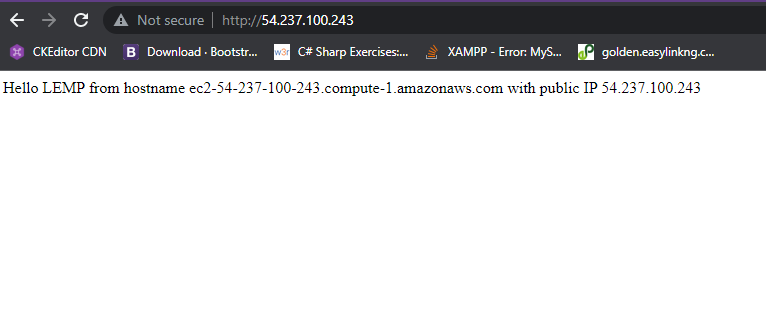 Not secure | http://54.237.100.243
CKEditor CDN B Download · Bootstr... w3r C# Sharp Exercises:... XAMPP - Error: MyS... golden.easylinkng.c...
Hello LEMP from hostname ec2-54-237-100-243.compute-1.amazonaws.com with public IP 54.237.100.243